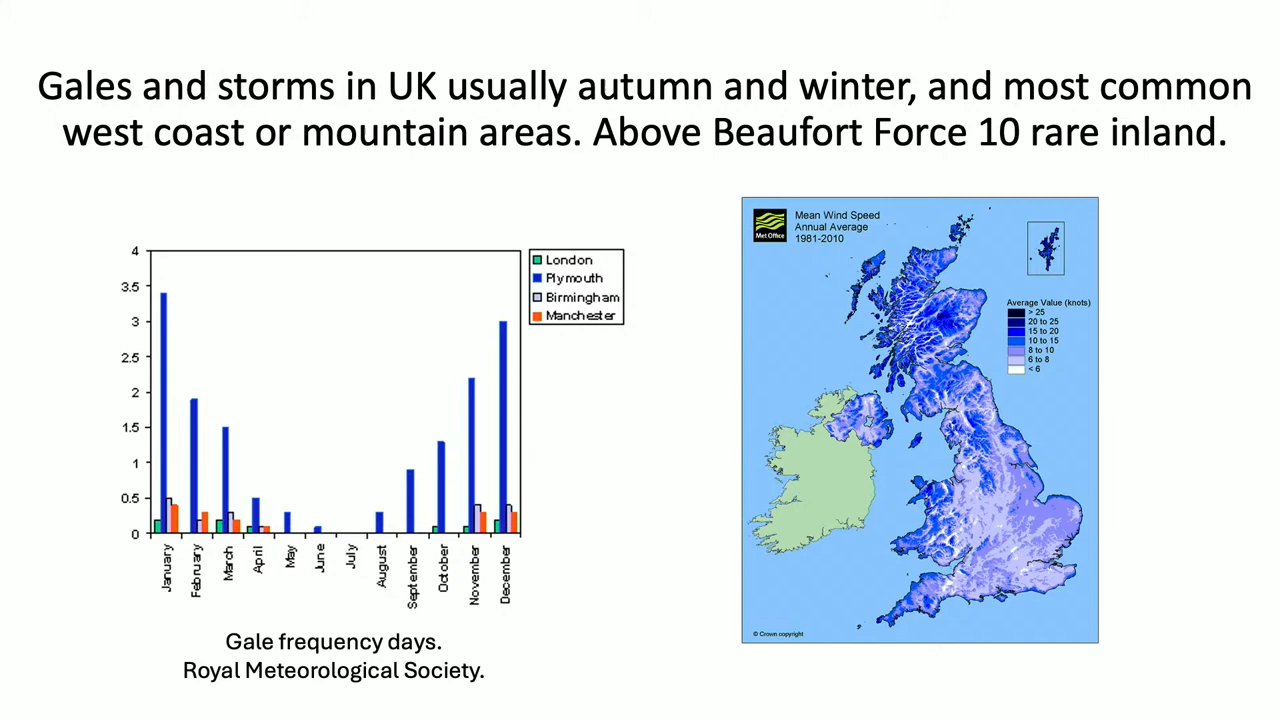 Gales and storms in UK usually autumn and winter, and most common
west coast or mountain areas. Above Beaufort Force 10 rare inland.
4
3.5
3
2.5
2
1.5
1
0.5
0
January
February
March
April
May
June
July
August
September
October
November
December
London
Plymouth
Birmingham
Manchester
Gale frequency days.
Royal Meteorological Society.
Met Office
Mean Wind Speed
Annual Average
1981-2010
Average Value (knots)
> 25
20 to 25
15 to 20
10 to 15
8 to 10
6 to 8
< 6
© Crown copyright